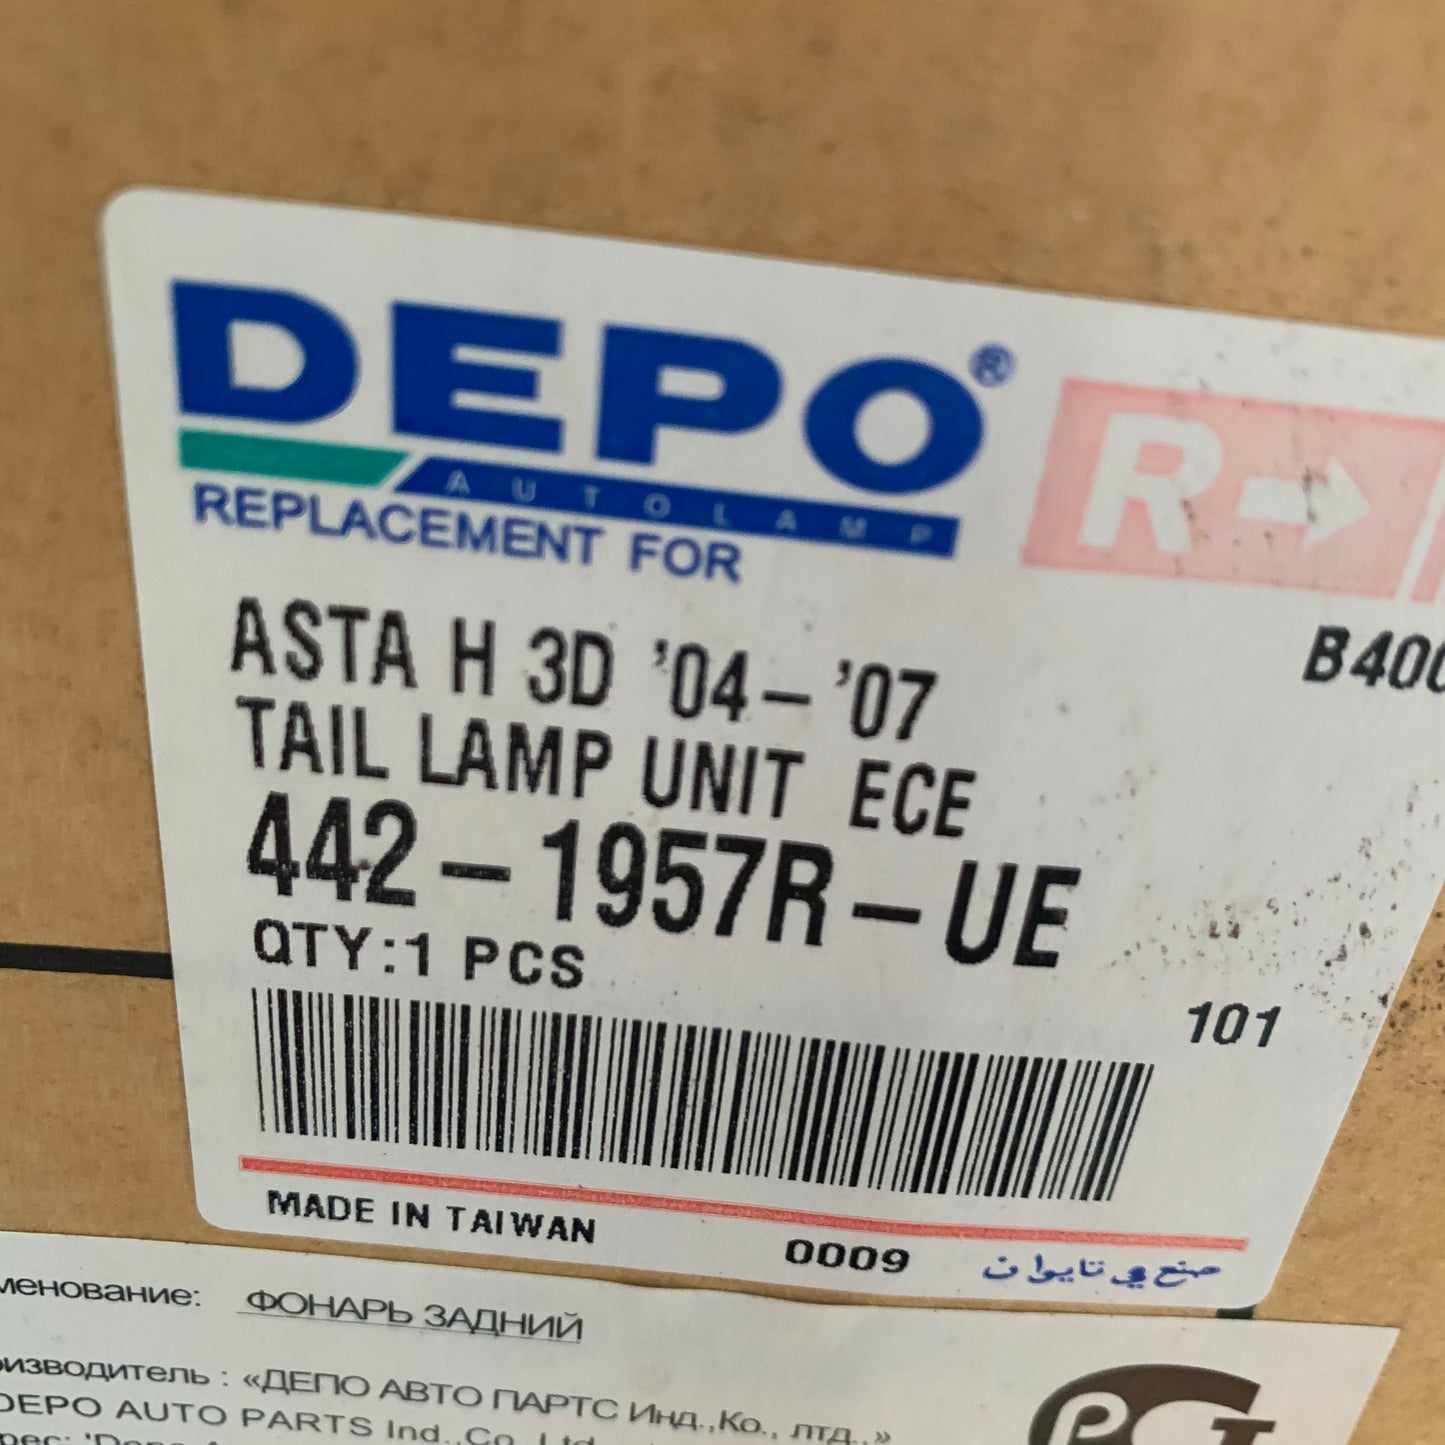 DEPO®
AUTOLAMP
REPLACEMENT FOR
R
B400
ASTA H 3D '04-'07
TAIL LAMP UNIT ECE
442-1957R-UE
QTY:1 PCS
101
MADE IN TAIWAN
0009
صنع في تايوان
менование: ФОНАРЬ ЗАДНИЙ
изводитель : «ДЕПО АВТО ПАРТС Инд.,Ко., лтд.,»
DEPO AUTO PARTS Ind.,Co., Ltd.